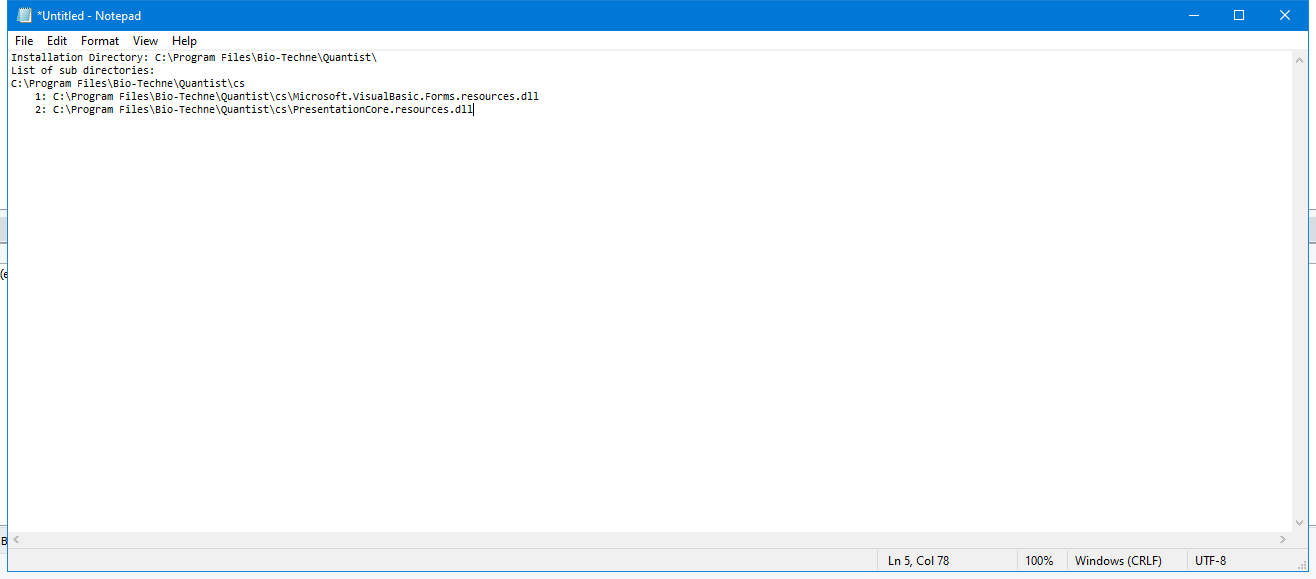 *Untitled - Notepad
File Edit Format View Help
Installation Directory: C:\Program Files\Bio-Techne\Quantist\
List of sub directories:
C:\Program Files\Bio-Techne\Quantist\cs
    1: C:\Program Files\Bio-Techne\Quantist\cs\Microsoft.VisualBasic.Forms.resources.dll
    2: C:\Program Files\Bio-Techne\Quantist\cs\PresentationCore.resources.dll
(e
B
Ln 5, Col 78 100% Windows (CRLF) UTF-8